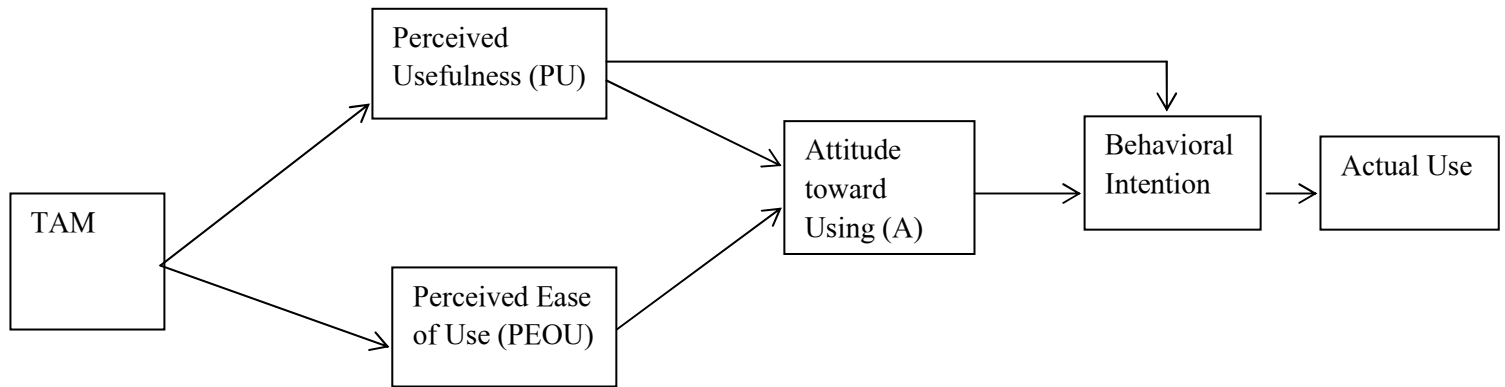 Perceived
Usefulness (PU)
TAM
Perceived Ease
of Use (PEOU)
Attitude
toward
Using (A)
Behavioral
Intention
Actual Use